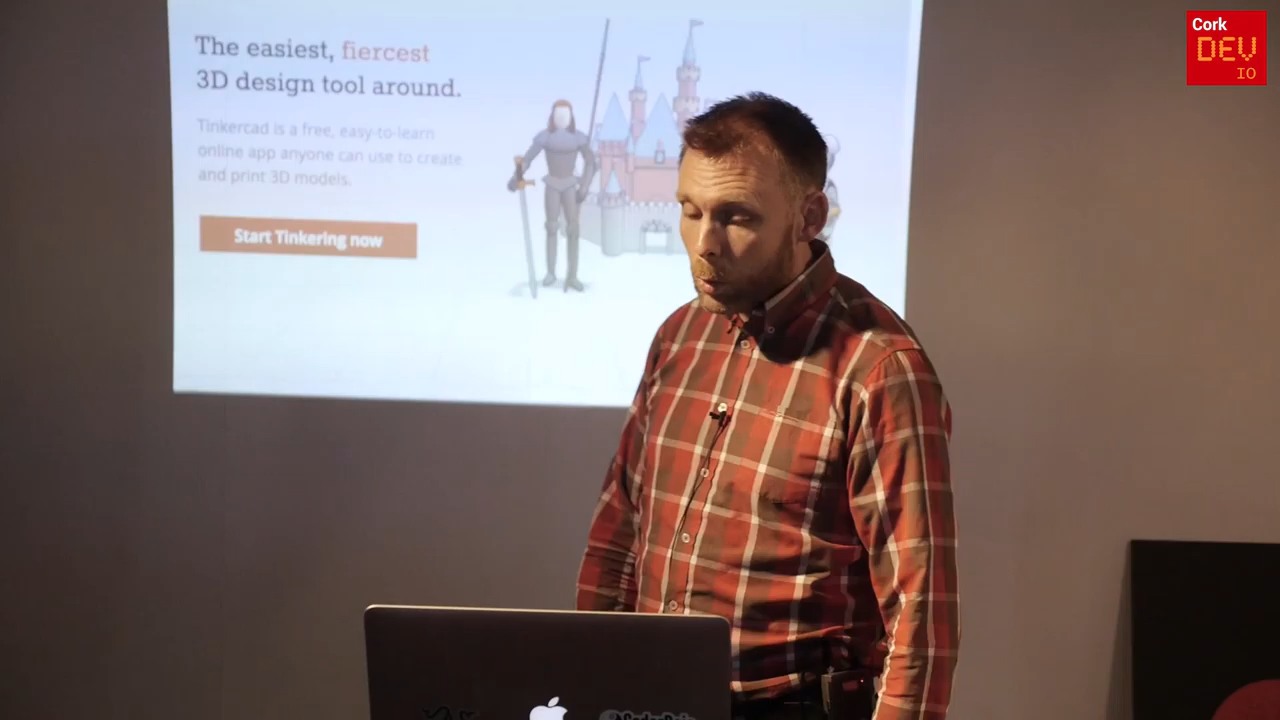 The easiest, fiercest
3D design tool around.
Tinkercad is a free, easy-to-learn
online app anyone can use to create
and print 3D models.
Start Tinkering now
Cork
DEV
IO